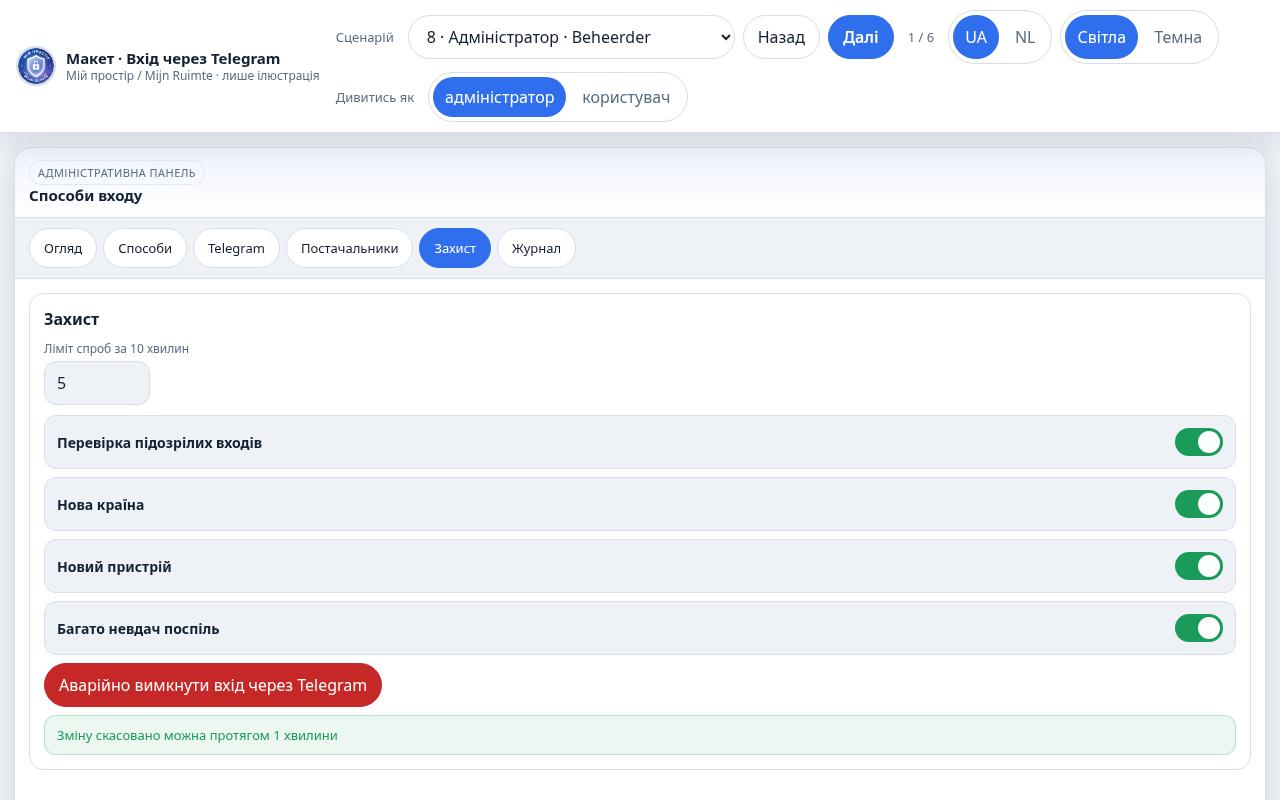 Макет · Вхід через Telegram
Мій простір / Mijn Ruimte · лише ілюстрація
Сценарій
8 · Адміністратор · Beheerder
Назад
Далі
1 / 6
UA
NL
Світла
Темна
Дивитись як
адміністратор
користувач
АДМІНІСТРАТИВНА ПАНЕЛЬ
Способи входу
Огляд
Способи
Telegram
Постачальники
Захист
Журнал
Захист
Ліміт спроб за 10 хвилин
5
Перевірка підозрілих входів
Нова країна
Новий пристрій
Багато невдач поспіль
Аварійно вимкнути вхід через Telegram
Зміну скасовано можна протягом 1 хвилини